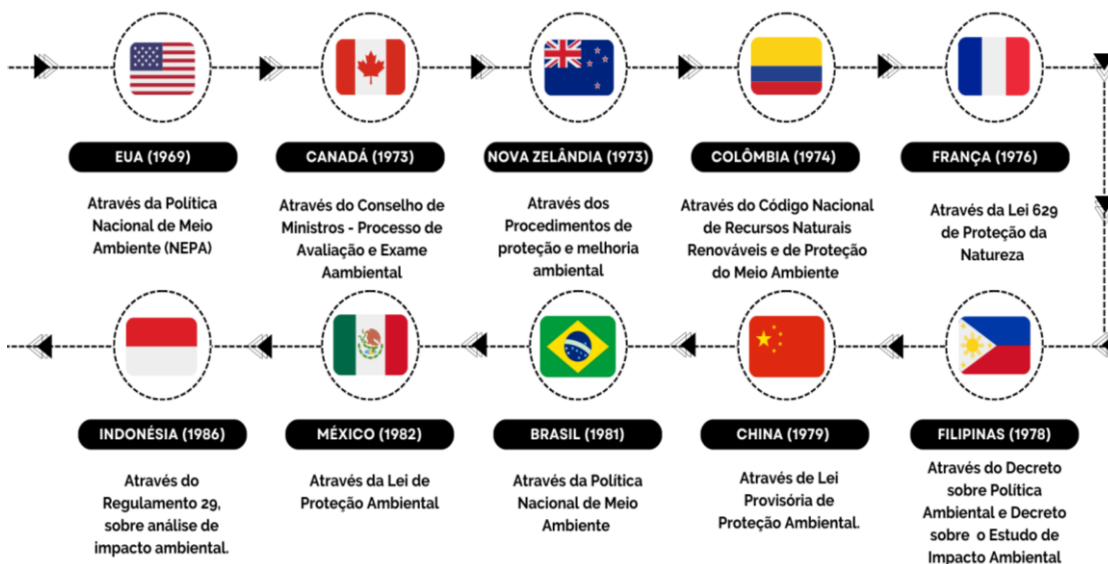 EUA (1969)
Através da Política
Nacional de Meio
Ambiente (NEPA)
CANADÁ (1973)
Através do Conselho de
Ministros - Processo de
Avaliação e Exame
Aambiental
NOVA ZELÂNDIA (1973)
Através dos
Procedimentos de
proteção e melhoria
ambiental
COLÔMBIA (1974)
Através do Código Nacional
de Recursos Naturais
Renováveis e de Proteção
do Meio Ambiente
FRANÇA (1976)
Através da Lei 629
de Proteção da
Natureza
FILIPINAS (1978)
Através do Decreto
sobre Política
Ambiental e Decreto
sobre o Estudo de
Impacto Ambiental
CHINA (1979)
Através de Lei
Provisória de
Proteção Ambiental.
BRASIL (1981)
Através da Política
Nacional de Meio
Ambiente
MÉXICO (1982)
Através da Lei de
Proteção Ambiental
INDONÉSIA (1986)
Através do
Regulamento 29,
sobre análise de
impacto ambiental.